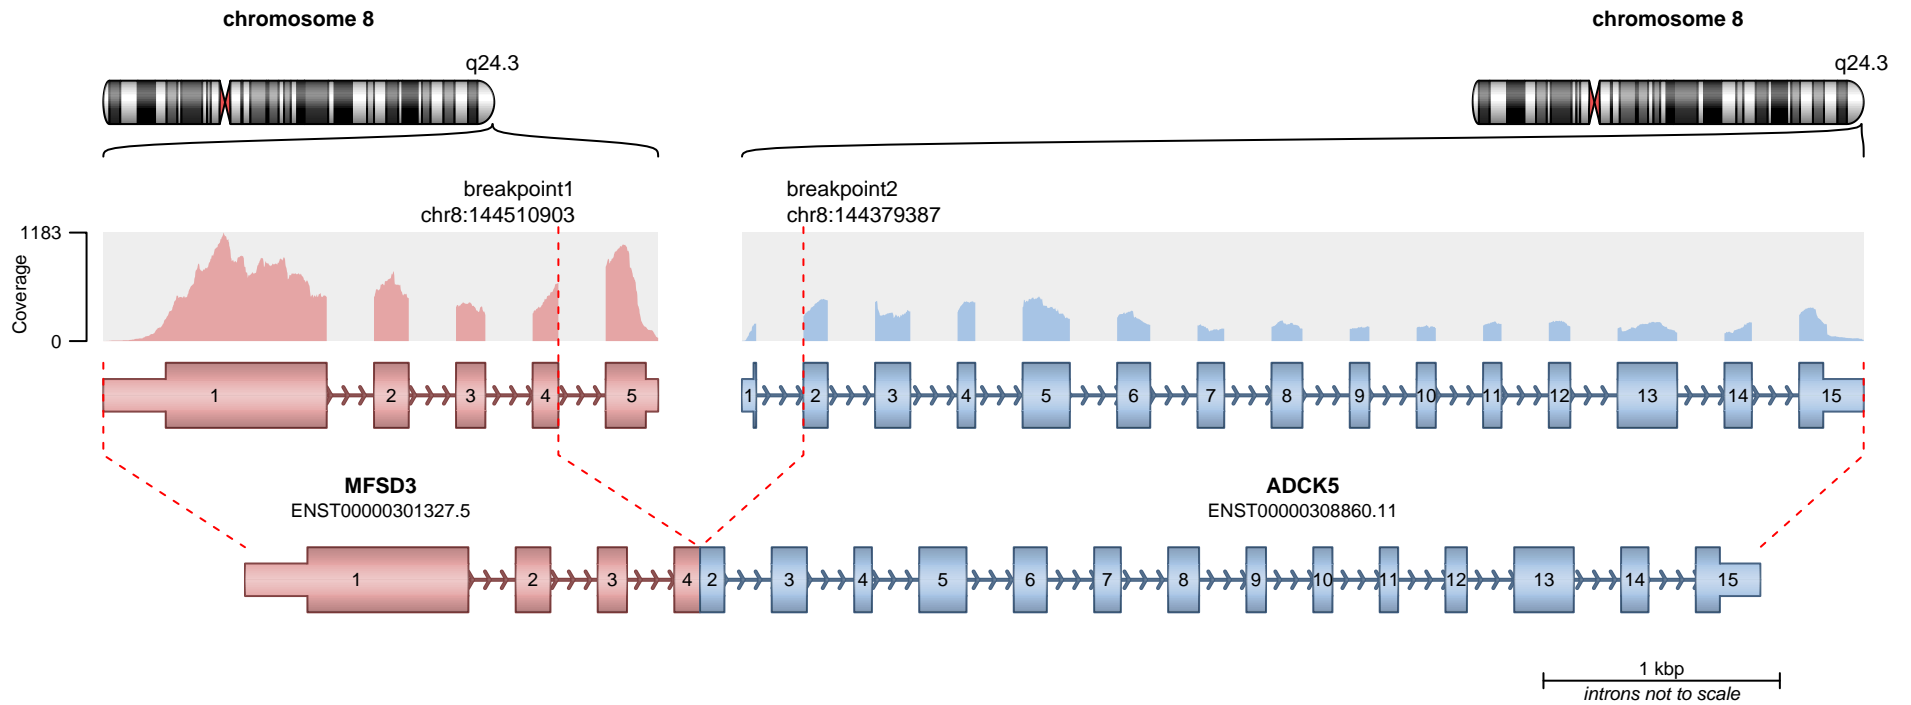 chromosome 8
chromosome 8
q24.3
q24.3
breakpoint1
chr8:144510903
breakpoint2
chr8:144379387
1183
Coverage
0
1 2 3 4 5
1 2 3 4 5 6 7 8 9 10 11 12 13 14 15
MFSD3
ENST00000301327.5
ADCK5
ENST00000308860.11
1 2 3 4 2 3 4 5 6 7 8 9 10 11 12 13 14 15
1 kbp
introns not to scale